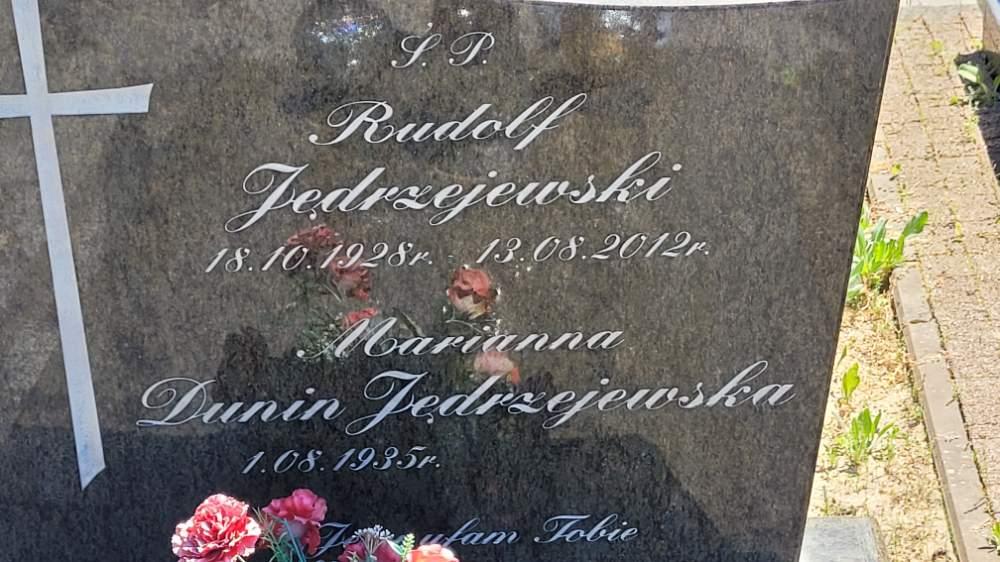 Ś. P.
Rudolf
Jędrzejewski
18.10.1928r. 13.08.2012r.
Marianna
Dunin Jędrzejewska
1.08.1935r.
ufam Tobie